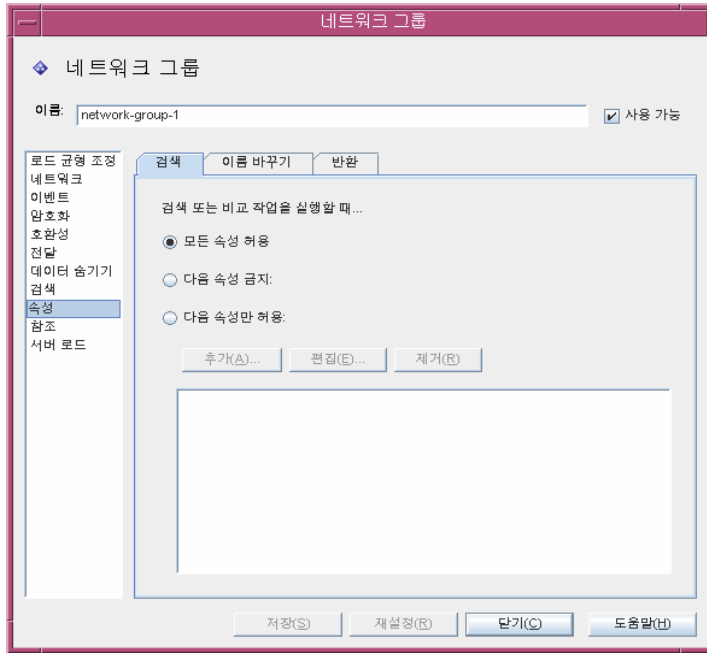 네트워크 그룹
네트워크 그룹
이름: network-group-1 사용 가능
로드 균형 조정
네트워크
이벤트
암호화
호환성
전달
데이터 숨기기
검색
속성
참조
서버 로드
검색 이름 바꾸기 반환
검색 또는 비교 작업을 실행할 때...
모든 속성 허용
다음 속성 금지:
다음 속성만 허용:
추가(A)... 편집(E)... 제거(R)
저장(S) 재설정(R) 닫기(C) 도움말(H)